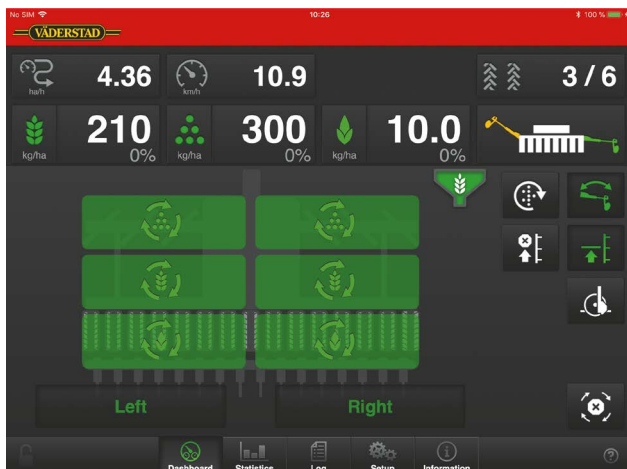 No SIM 10:26 100 %
VÄDERSTAD
4.36 10.9 3 / 6
ha/h km/h
210 300 10.0
kg/ha 0% kg/ha 0% kg/ha 0%
Left Right
Dashboard Statistics Log Setup Information